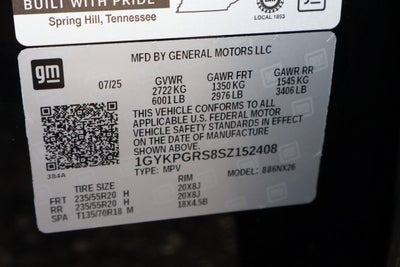 BUILT WITH PRIDE
Spring Hill, Tennessee
LOCAL 1853
MFD BY GENERAL MOTORS LLC
gm
07/25 GVWR GAWR FRT GAWR RR
2722 KG 1350 KG 1545 KG
6001 LB 2976 LB 3406 LB
THIS VEHICLE CONFORMS TO ALL
APPLICABLE U.S. FEDERAL MOTOR
VEHICLE SAFETY STANDARDS IN EFFECT
ON THE DATE OF MANUFACTURE
SHOWN ABOVE.
1GYKPGRS8SZ152408
384A
TYPE: MPV MODEL: 886NX26
TIRE SIZE RIM
FRT 235/55R20 H 20X8J
RR 235/55R20 H 20X8J
SPA T135/70R18 M 18X4.5B